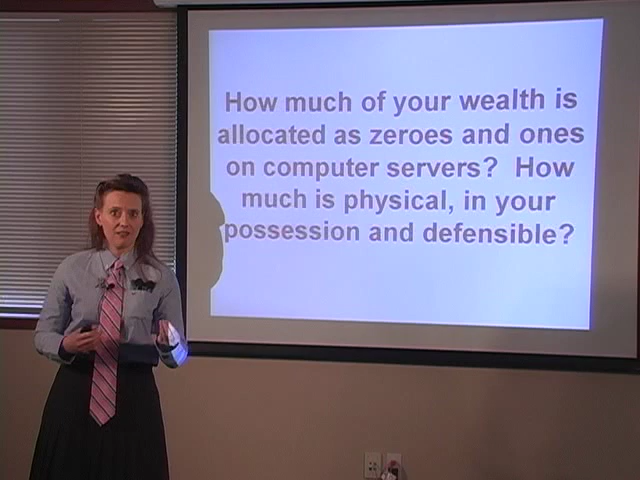 How much of your wealth is
allocated as zeroes and ones
on computer servers?  How
much is physical, in your
possession and defensible?